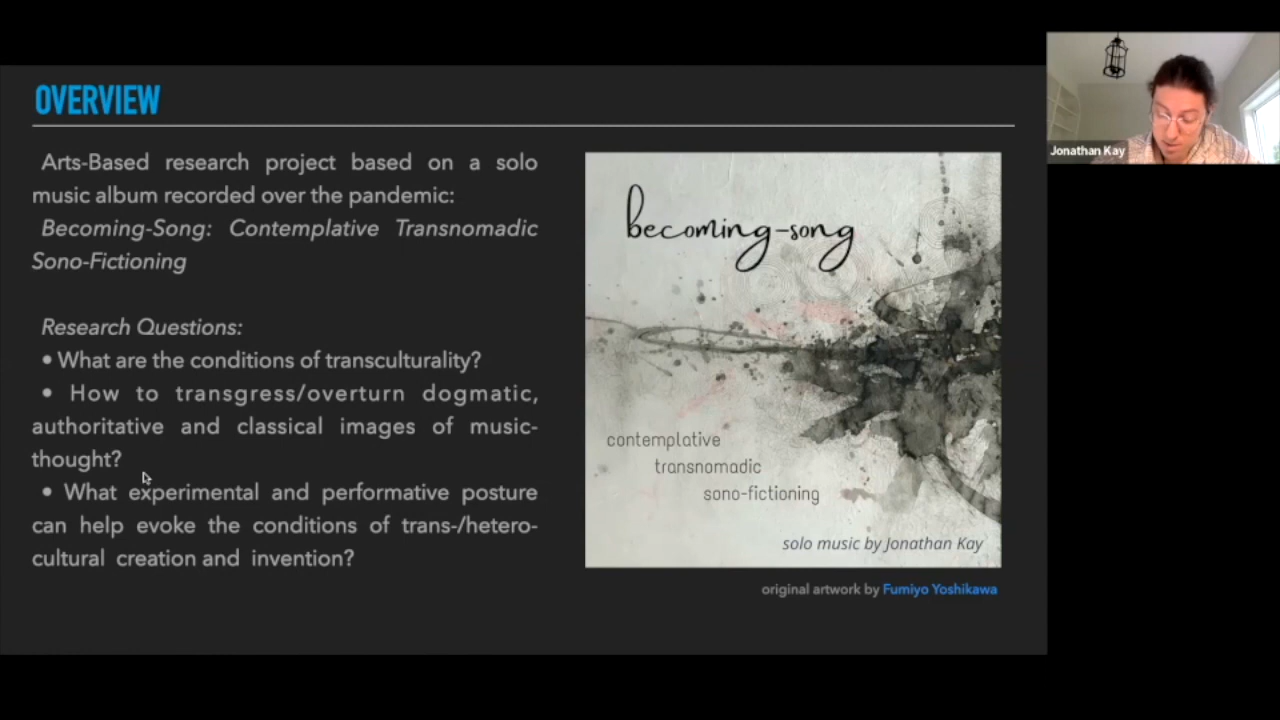 OVERVIEW
Arts-Based research project based on a solo
music album recorded over the pandemic:
Becoming-Song: Contemplative Transnomadic
Sono-Fictioning
Research Questions:
• What are the conditions of transculturality?
• How to transgress/overturn dogmatic,
authoritative and classical images of music-
thought?
• What experimental and performative posture
can help evoke the conditions of trans-/hetero-
cultural creation and invention?
becoming-song
contemplative
transnomadic
sono-fictioning
solo music by Jonathan Kay
original artwork by Fumiyo Yoshikawa
Jonathan Kay